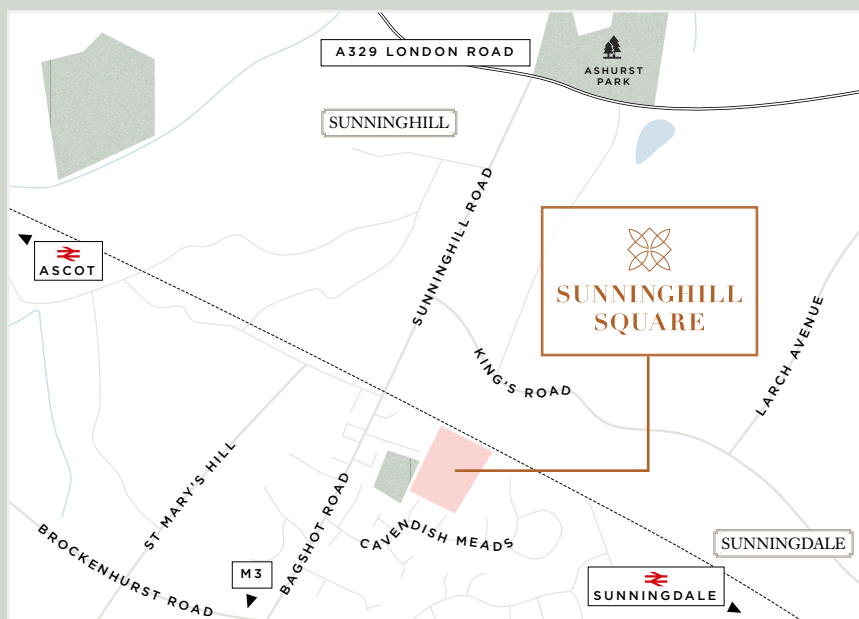 A329 LONDON ROAD
ASHURST
PARK
SUNNINGHILL
SUNNINGHILL ROAD
ASCOT
SUNNINGHILL
SQUARE
LARCH AVENUE
KING'S ROAD
ST MARY'S HILL
BAGSHOT ROAD
CAVENDISH MEADS
BROCKENHURST ROAD
SUNNINGDALE
M3
SUNNINGDALE